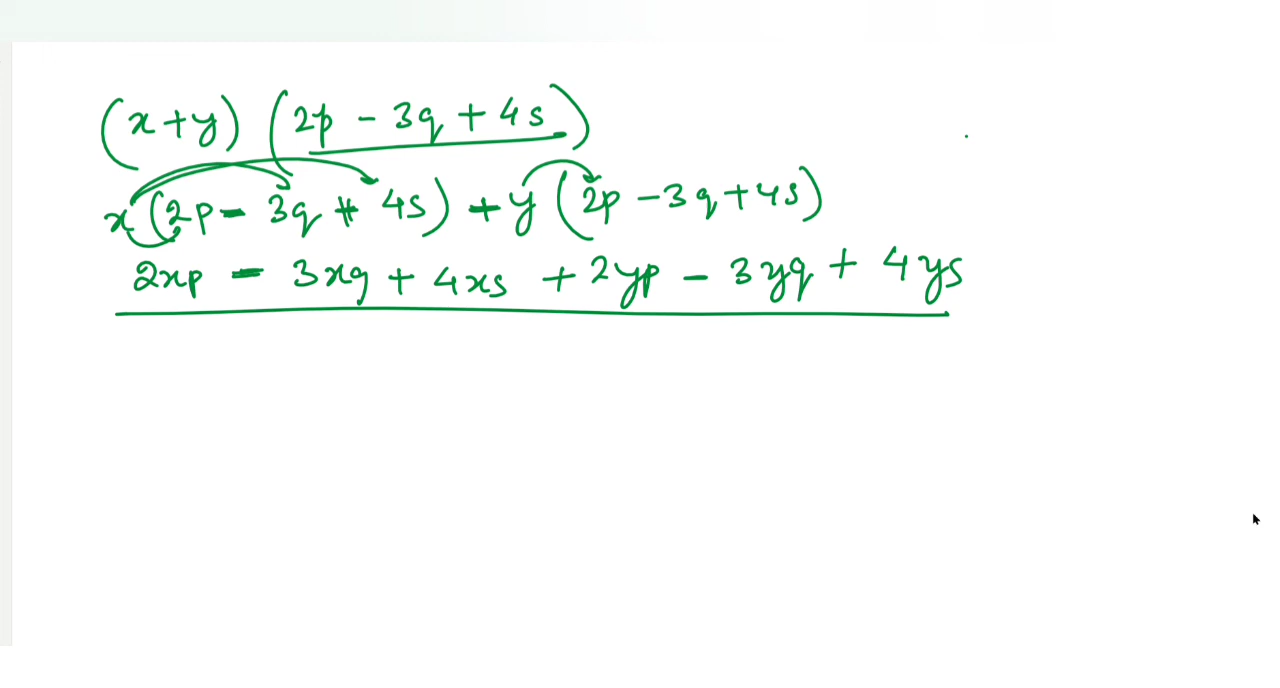 (x+y) (2p - 3q + 4s)
x (2p - 3q + 4s) + y (2p - 3q + 4s)
2xp - 3xq + 4xs + 2yp - 3yq + 4ys